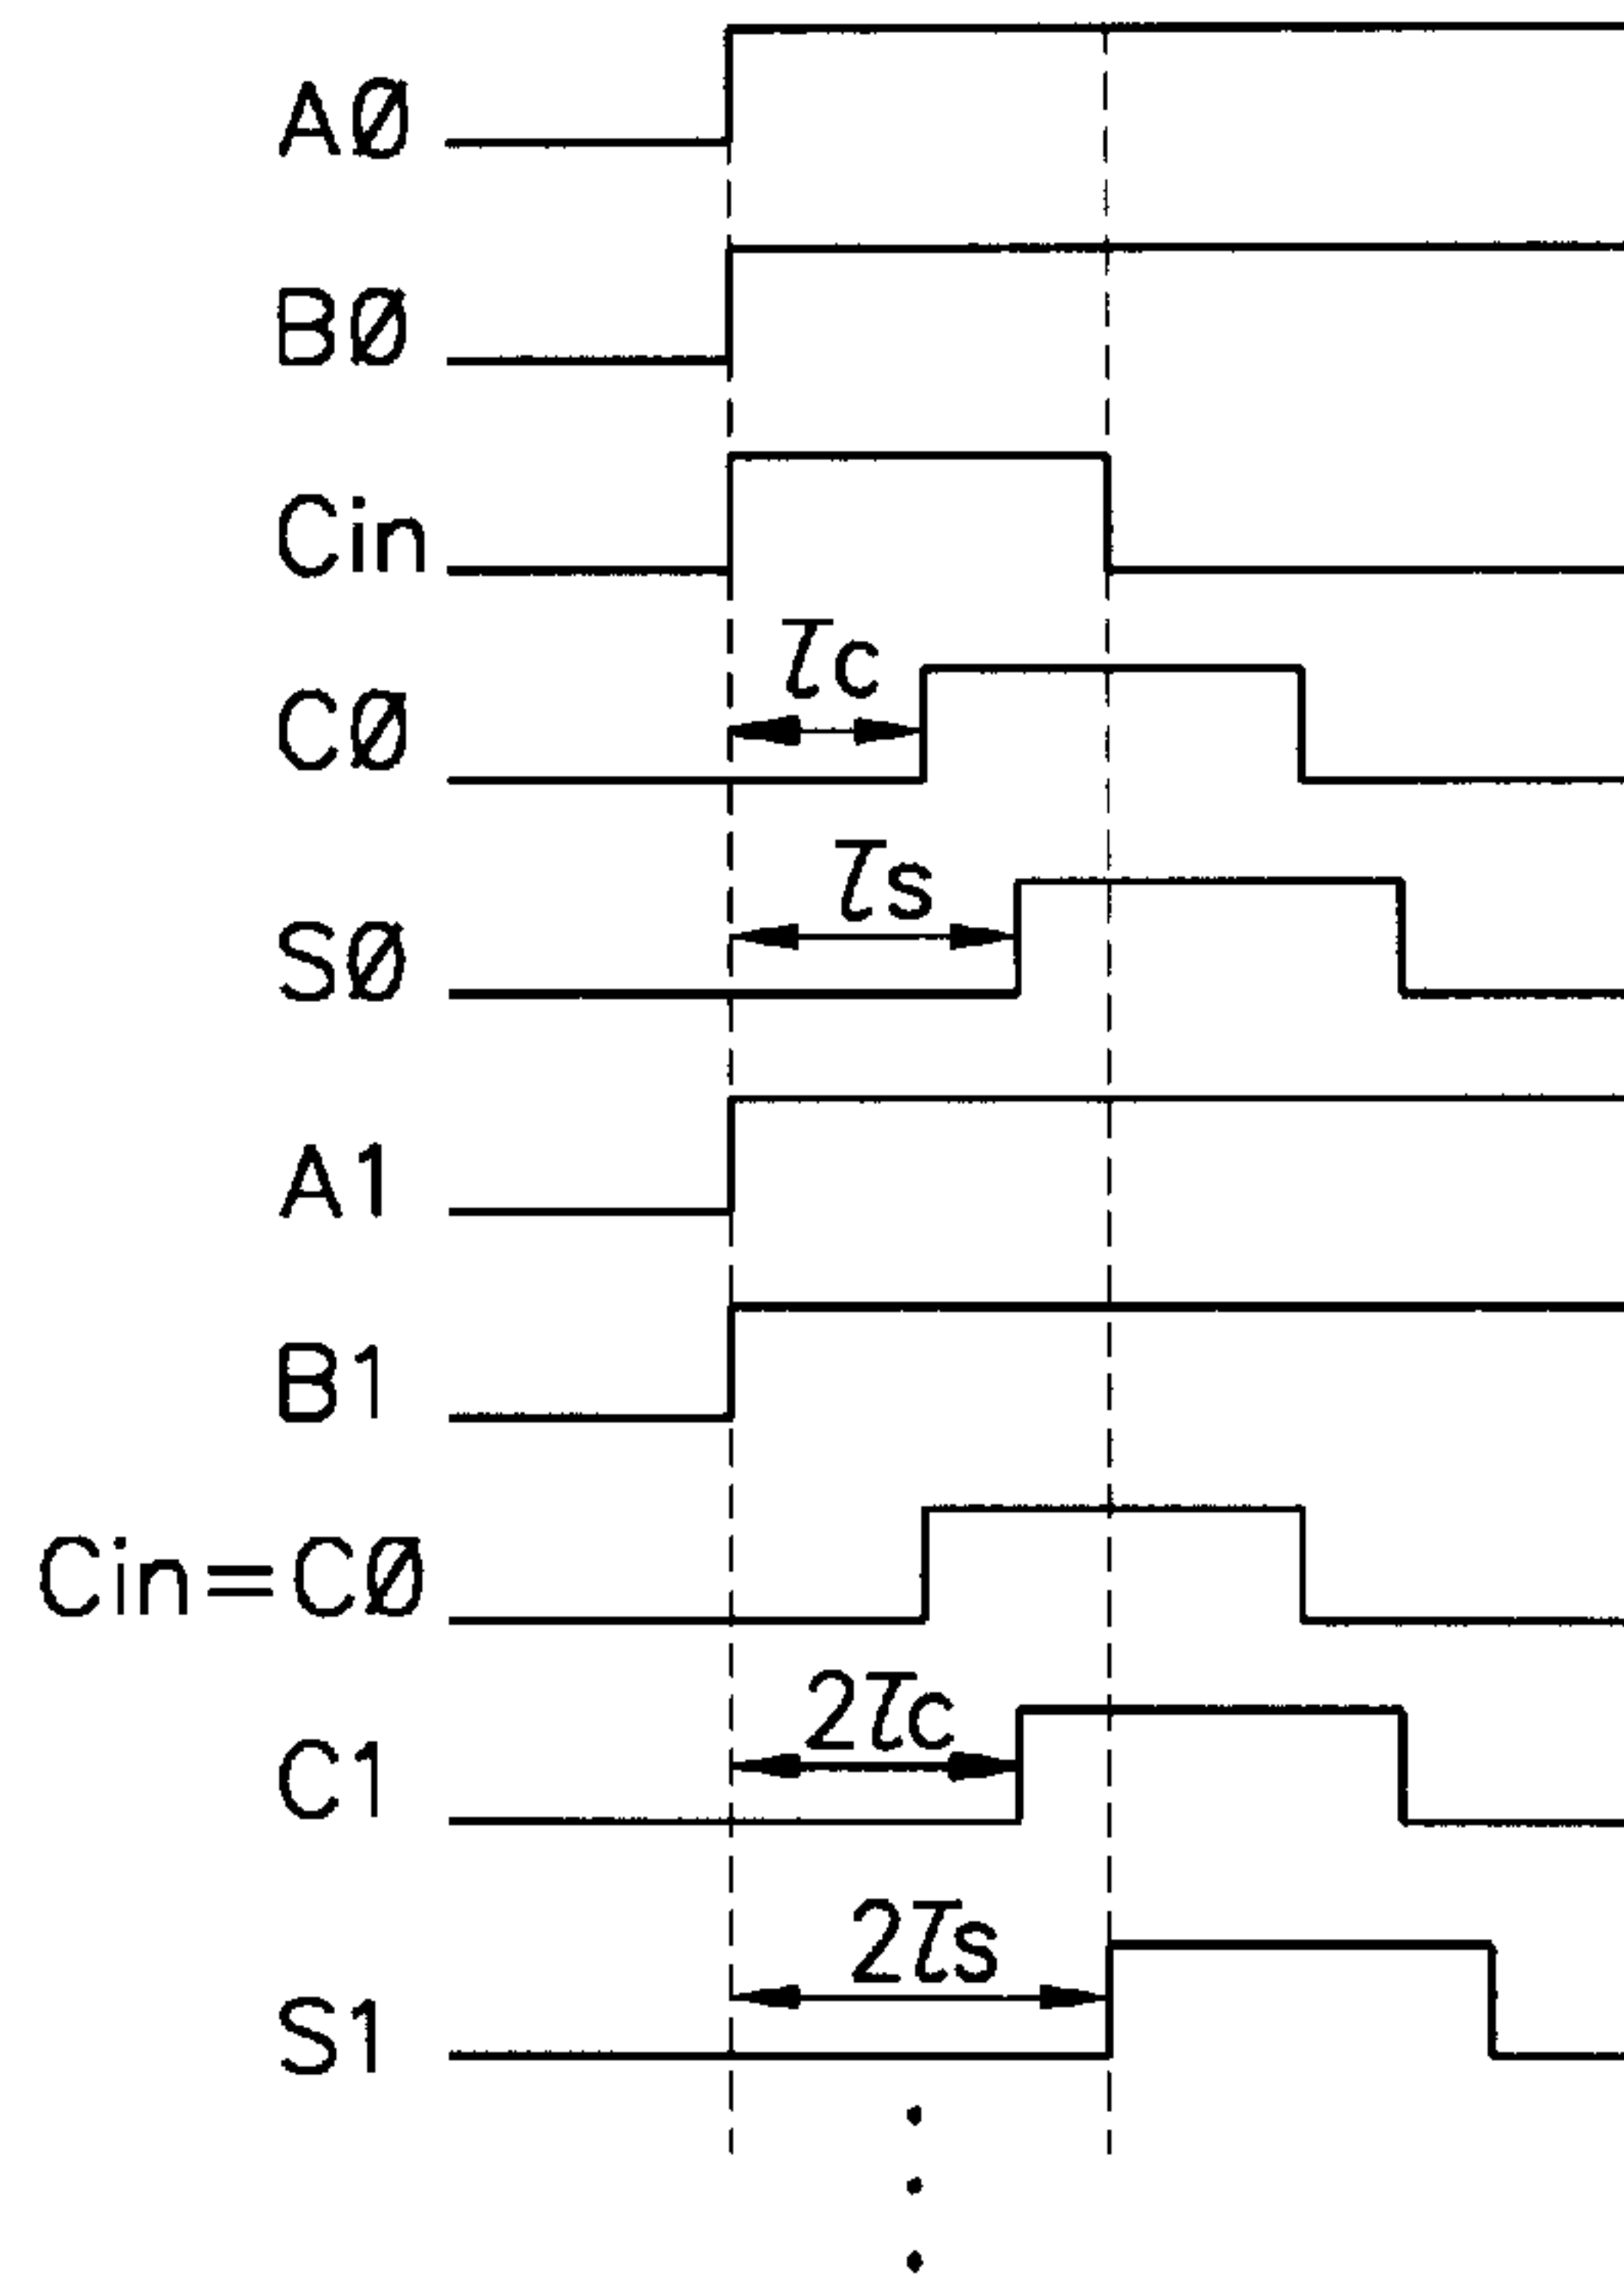 AØ
BØ
Cin
τc
CØ
τs
SØ
A1
B1
Cin=CØ
2τc
C1
2τs
S1